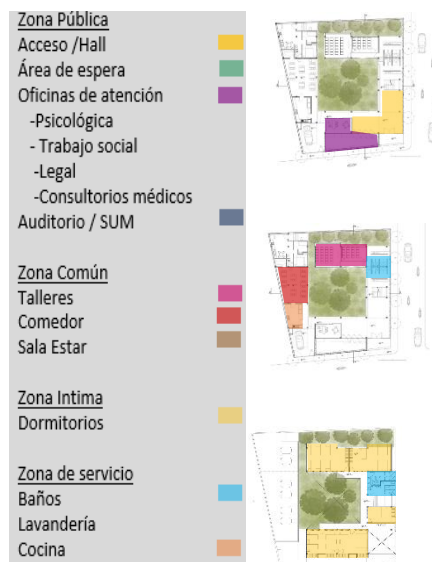 Zona Pública
Acceso /Hall
Área de espera
Oficinas de atención
-Psicológica
- Trabajo social
-Legal
-Consultorios médicos
Auditorio / SUM
Zona Común
Talleres
Comedor
Sala Estar
Zona Intima
Dormitorios
Zona de servicio
Baños
Lavandería
Cocina